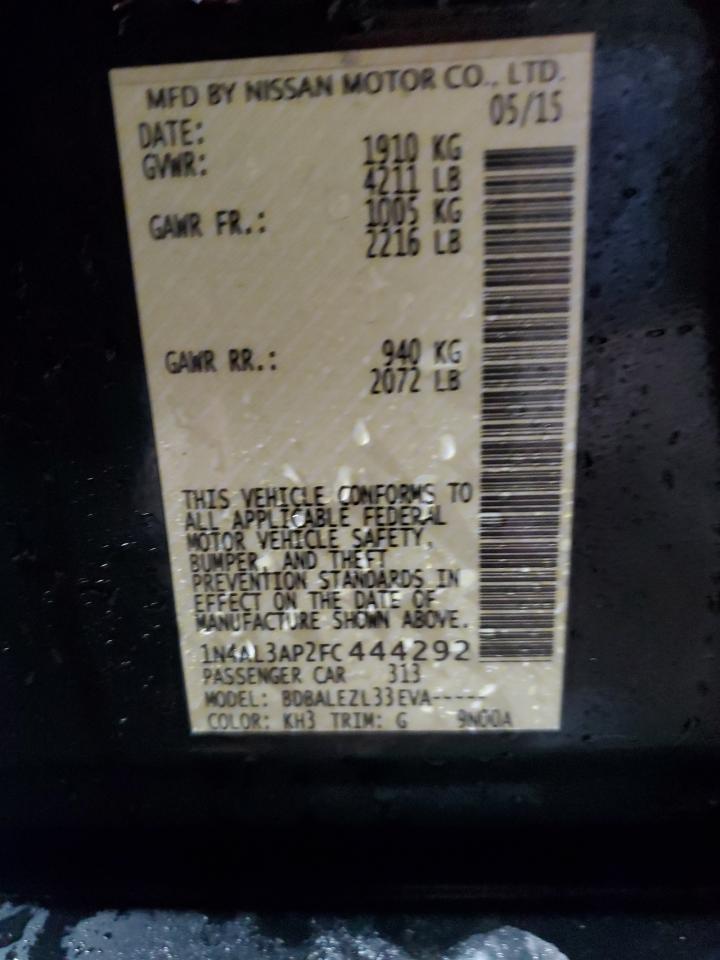 MFD BY NISSAN MOTOR CO., LTD.
DATE: 05/15
GVWR: 1910 KG
4211 LB
GAWR FR.: 1005 KG
2216 LB
GAWR RR.: 940 KG
2072 LB
THIS VEHICLE CONFORMS TO
ALL APPLICABLE FEDERAL
MOTOR VEHICLE SAFETY,
BUMPER, AND THEFT
PREVENTION STANDARDS IN
EFFECT ON THE DATE OF
MANUFACTURE SHOWN ABOVE.
1N4AL3AP2FC444292
PASSENGER CAR 313
MODEL: BDBALEZL33EVA-----
COLOR: KH3 TRIM: G 9N00A